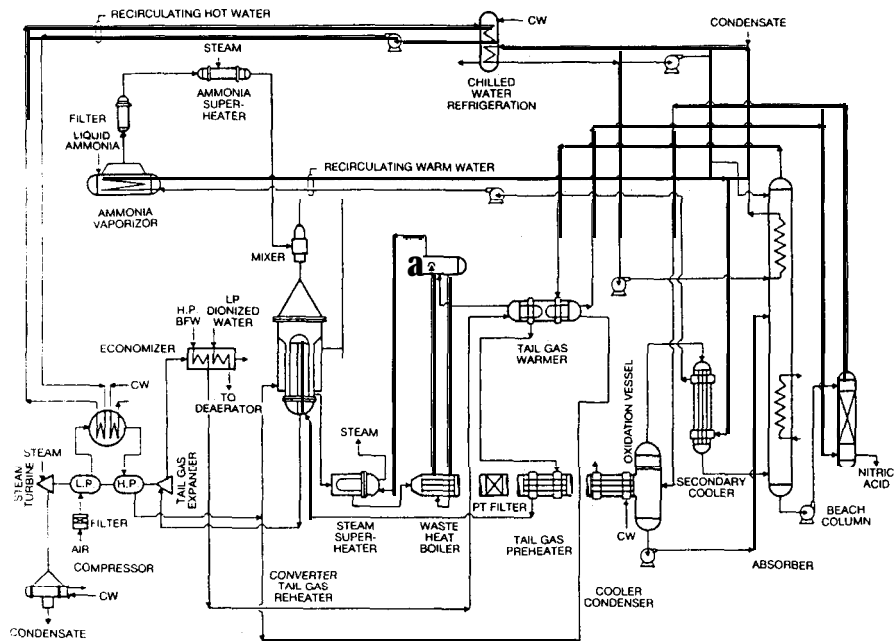 RECIRCULATING HOT WATER
CW
CONDENSATE
STEAM
AMMONIA
SUPER-
HEATER
CHILLED
WATER
REFRIGERATION
FILTER
LIQUID
AMMONIA
RECIRCULATING WARM WATER
AMMONIA
VAPORIZOR
MIXER
a
H.P.
BFW
LP
DIONIZED
WATER
ECONOMIZER
TAIL GAS
WARMER
TO
DEAERATOR
CW
OXIDATION VESSEL
STEAM
STEAM
TURBINE
L.P
H.P
TAIL GAS
EXPANDER
STEAM
FILTER
AIR
COMPRESSOR
STEAM
SUPER-
HEATER
WASTE
HEAT
BOILER
PT FILTER
TAIL GAS
PREHEATER
CW
SECONDARY
COOLER
BEACH
COLUMN
NITRIC
ACID
ABSORBER
CONVERTER
TAIL GAS
REHEATER
COOLER
CONDENSER
CW
CONDENSATE